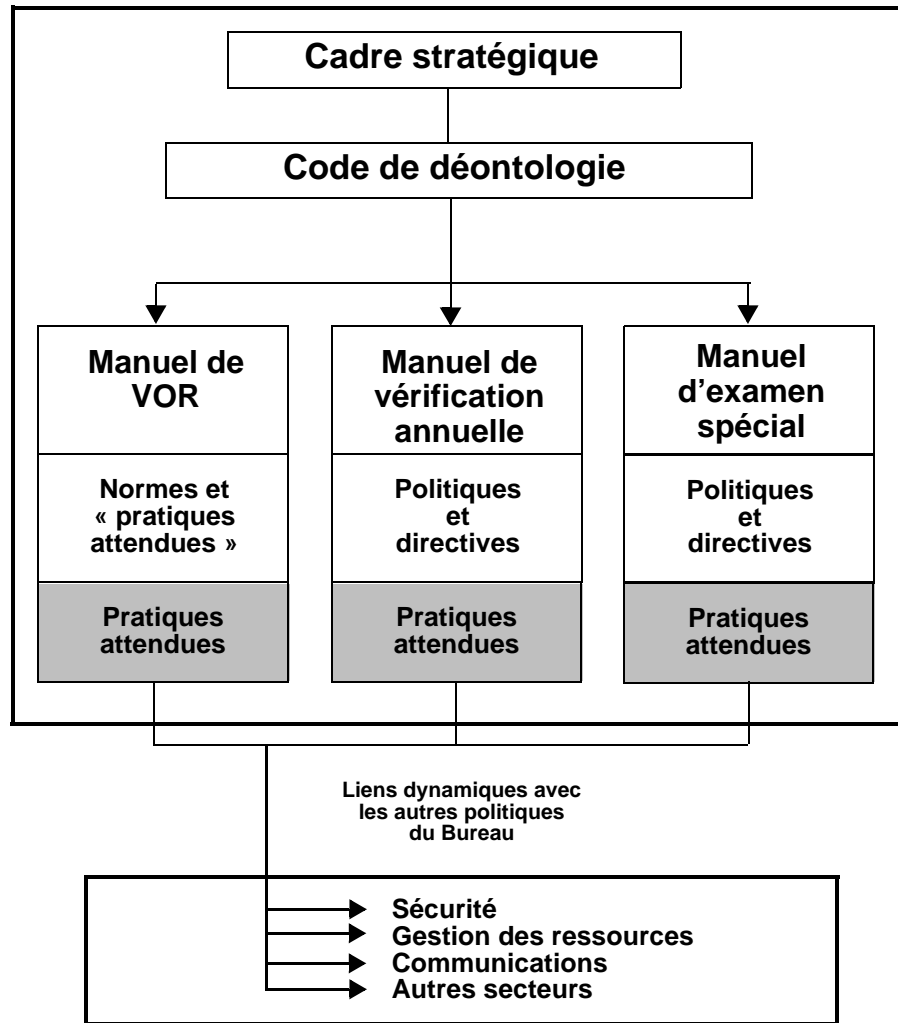 Cadre stratégique
Code de déontologie
Manuel de
VOR
Normes et
« pratiques
attendues »
Pratiques
attendues
Manuel de
vérification
annuelle
Politiques
et
directives
Pratiques
attendues
Manuel
d'examen
spécial
Politiques
et
directives
Pratiques
attendues
Liens dynamiques avec
les autres politiques
du Bureau
Sécurité
Gestion des ressources
Communications
Autres secteurs